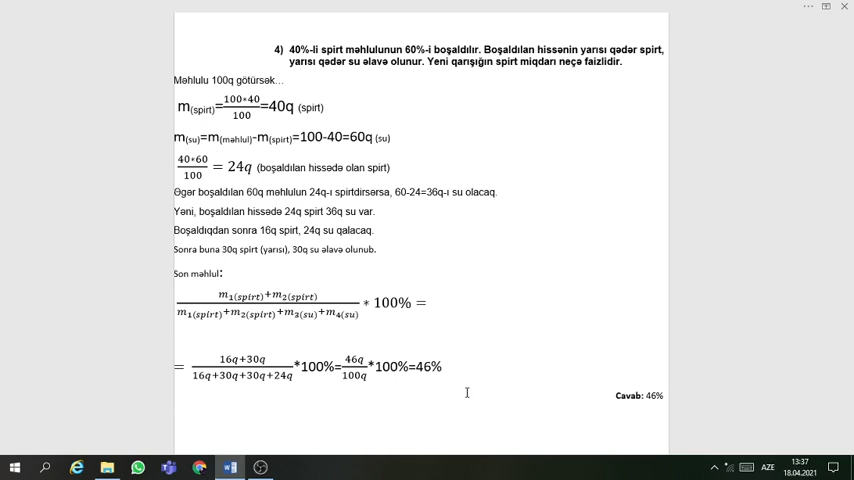 4) 40%-li spirt məhlulunun 60%-i boşaldılır. Boşaldılan hissənin yarısı qədər spirt,
yarısı qədər su əlavə olunur. Yeni qarışığın spirt miqdarı neçə faizlidir.
Məhlulu 100q götürsək...
m(spirt)=100*40/100=40q (spirt)
m(su)=m(məhlul)-m(spirt)=100-40=60q (su)
40*60/100 = 24q (boşaldılan hissədə olan spirt)
Əgər boşaldılan 60q məhlulun 24q-ı spirtdirsərsə, 60-24=36q-ı su olacaq.
Yəni, boşaldılan hissədə 24q spirt 36q su var.
Boşaldıqdan sonra 16q spirt, 24q su qalacaq.
Sonra buna 30q spirt (yarısı), 30q su əlavə olunub.
Son məhlul:
m1(spirt)+m2(spirt)/m1(spirt)+m2(spirt)+m3(su)+m4(su) * 100% =
= 16q+30q/16q+30q+30q+24q*100%=46q/100q*100%=46%
Cavab: 46%
AZE
13:37
18.04.2021